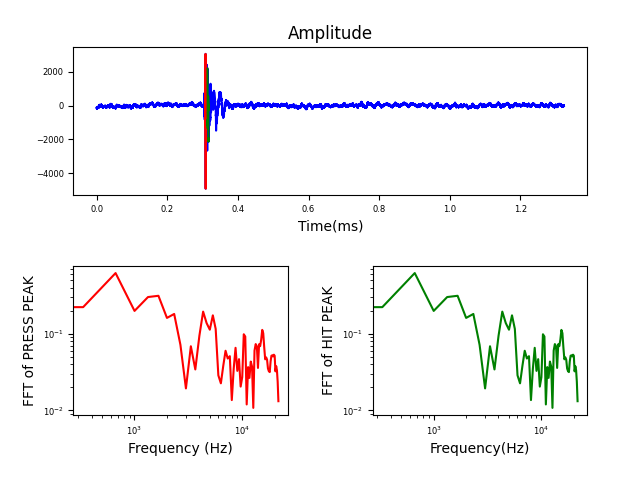 Amplitude
2000
0
−2000
−4000
0.0 0.2 0.4 0.6 0.8 1.0 1.2
Time(ms)
FFT of PRESS PEAK
10⁻¹
10⁻²
10³ 10⁴
Frequency (Hz)
FFT of HIT PEAK
10⁻¹
10⁻²
10³ 10⁴
Frequency(Hz)